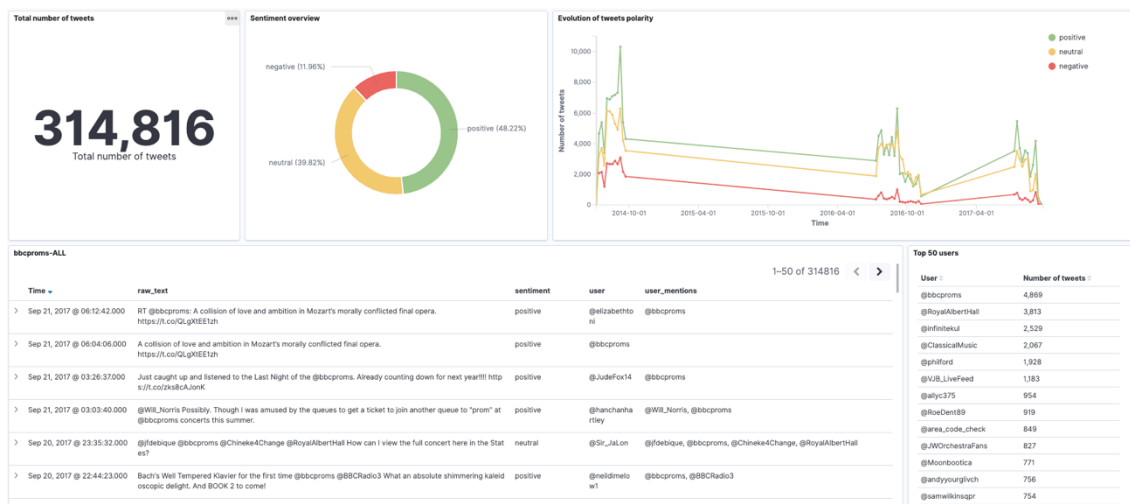 Total number of tweets
314,816
Total number of tweets
Sentiment overview
negative (11.96%)
positive (48.22%)
neutral (39.82%)
Evolution of tweets polarity
positive
neutral
negative
Number of tweets
10,000
8,000
6,000
4,000
2,000
0
2014-10-01 2015-04-01 2015-10-01 2016-04-01 2016-10-01 2017-04-01
Time
bbcproms-ALL
1–50 of 314816
Time raw_text sentiment user user_mentions
Sep 21, 2017 @ 06:12:42.000 RT @bbcproms: A collision of love and ambition in Mozart's morally conflicted final opera. positive @elizabethto @bbcproms
https://t.co/QLgXtEE1zh ni
Sep 21, 2017 @ 06:04:06.000 A collision of love and ambition in Mozart's morally conflicted final opera. positive @bbcproms
https://t.co/QLgXtEE1zh
Sep 21, 2017 @ 03:26:37.000 Just caught up and listened to the Last Night of the @bbcproms. Already counting down for next year!!!! http positive @JudeFox14 @bbcproms
s://t.co/zks8cAJonK
Sep 21, 2017 @ 03:03:40.000 @Will_Norris Possibly. Though I was amused by the queues to get a ticket to join another queue to "prom" at positive @hanchanha @Will_Norris, @bbcproms
@bbcproms concerts this summer. rtley
Sep 20, 2017 @ 23:35:32.000 @jfdebique @bbcproms @Chineke4Change @RoyalAlbertHall How can I view the full concert here in the Stat neutral @Sir_JaLon @jfdebique, @bbcproms, @Chineke4Change, @RoyalAlbertHall
es?
Sep 20, 2017 @ 22:44:23.000 Bach's Well Tempered Klavier for the first time @bbcproms @BBCRadio3 What an absolute shimmering kaleid positive @nelldimelo @bbcproms, @BBCRadio3
oscopic delight. And BOOK 2 to come! w1
Top 50 users
User Number of tweets
@bbcproms 4,869
@RoyalAlbertHall 3,813
@infinitekul 2,529
@ClassicalMusic 2,067
@philford 1,928
@VJB_LiveFeed 1,183
@allyc375 954
@RoeDent89 919
@area_code_check 849
@JWOrchestraFans 827
@Moonbootica 771
@andyyourglivch 756
@samwilkinsqpr 754